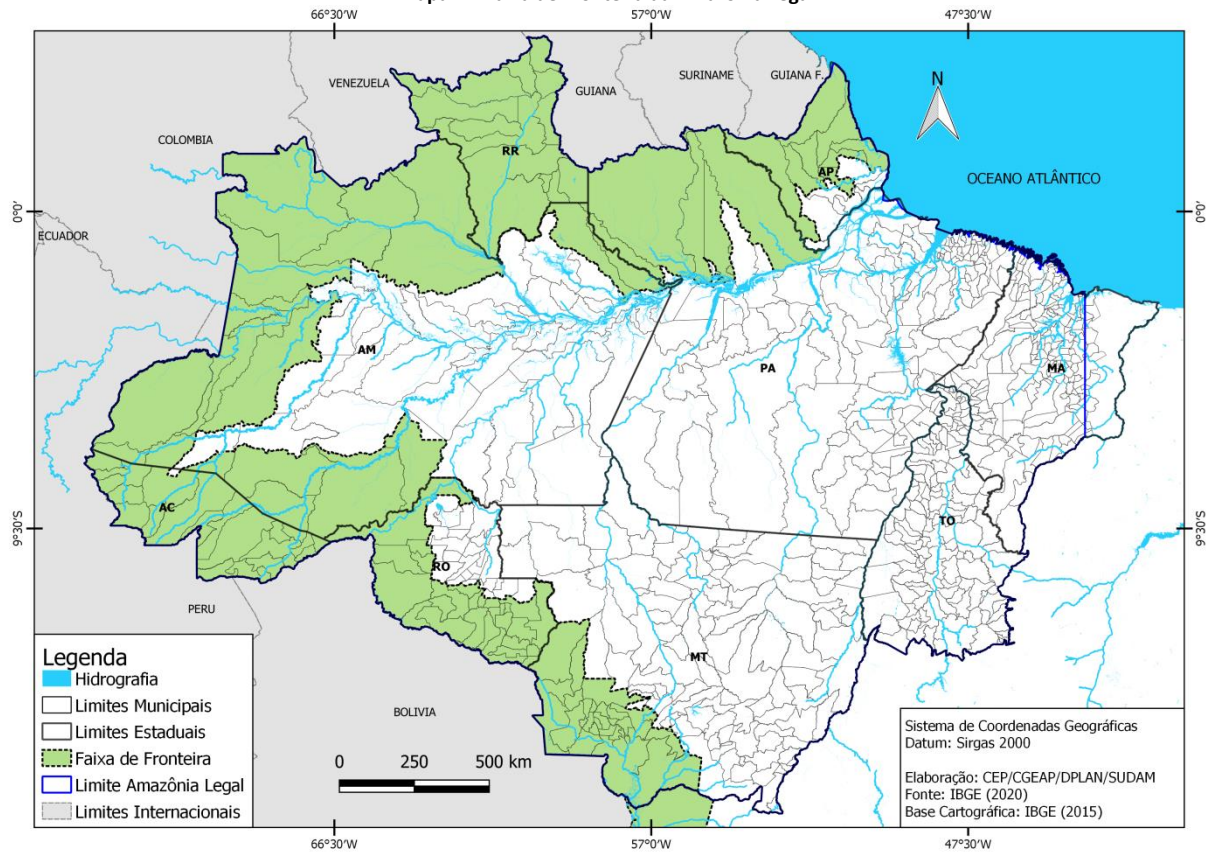 66°30'W 57°0'W 47°30'W
VENEZUELA
GUIANA
SURINAME
GUIANA F.
N
COLOMBIA
RR
AP
OCEANO ATLÂNTICO
0°0' 0°0'
ECUADOR
AM
PA
MA
AC
TO
9°30'S 9°30'S
RO
PERU
MT
BOLIVIA
Legenda
Hidrografia
Limites Municipais
Limites Estaduais
Faixa de Fronteira
Limite Amazônia Legal
Limites Internacionais
0 250 500 km
Sistema de Coordenadas Geográficas
Datum: Sirgas 2000
Elaboração: CEP/CGEAP/DPLAN/SUDAM
Fonte: IBGE (2020)
Base Cartográfica: IBGE (2015)
66°30'W 57°0'W 47°30'W